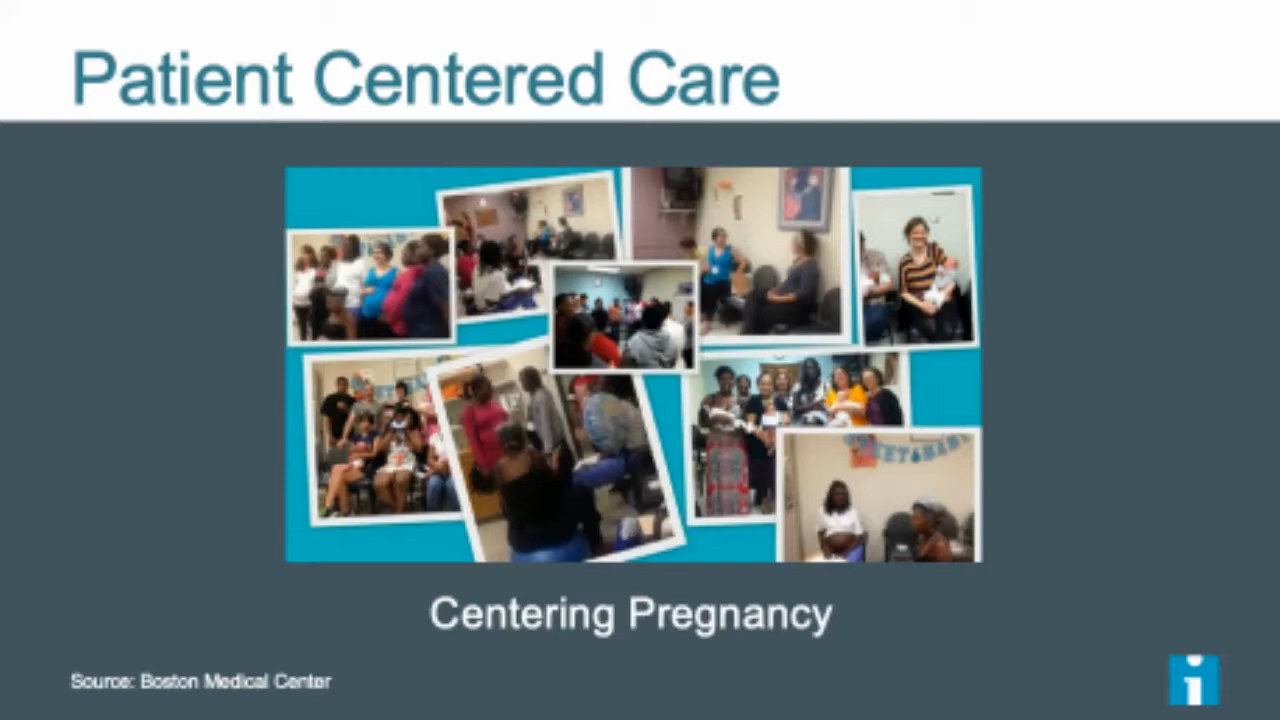 Patient Centered Care
Centering Pregnancy
Source: Boston Medical Center